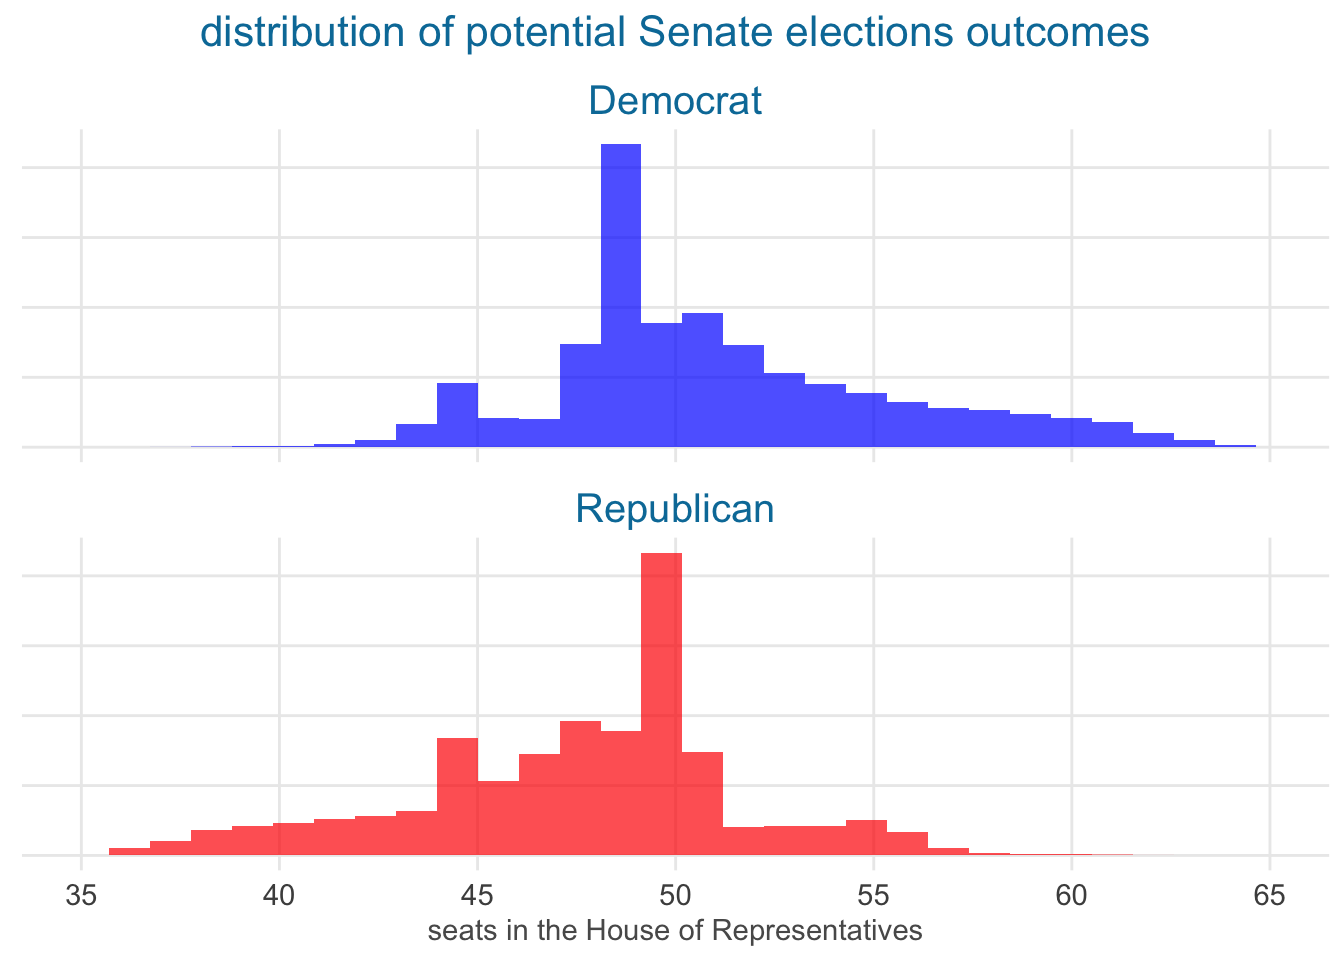 distribution of potential Senate elections outcomes
Democrat
Republican
35 40 45 50 55 60 65
seats in the House of Representatives